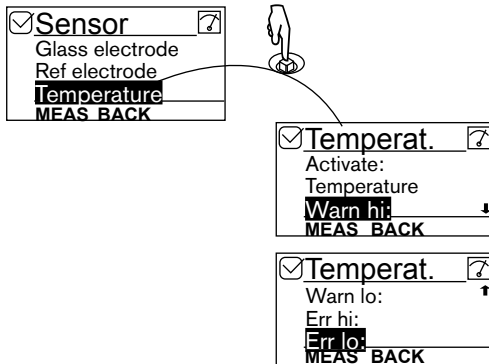 Sensor
Glass electrode
Ref electrode
Temperature
MEAS BACK
Temperat.
Activate:
Temperature
Warn hi:
MEAS BACK
Temperat.
Warn lo:
Err hi:
Err lo:
MEAS BACK